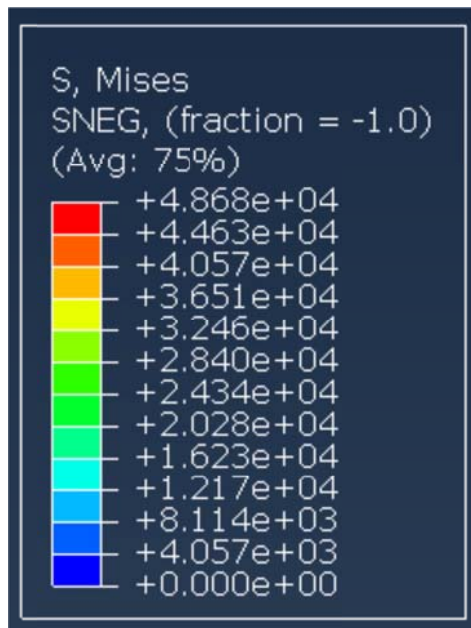 S, Mises
SNEG, (fraction = -1.0)
(Avg: 75%)
+4.868e+04
+4.463e+04
+4.057e+04
+3.651e+04
+3.246e+04
+2.840e+04
+2.434e+04
+2.028e+04
+1.623e+04
+1.217e+04
+8.114e+03
+4.057e+03
+0.000e+00